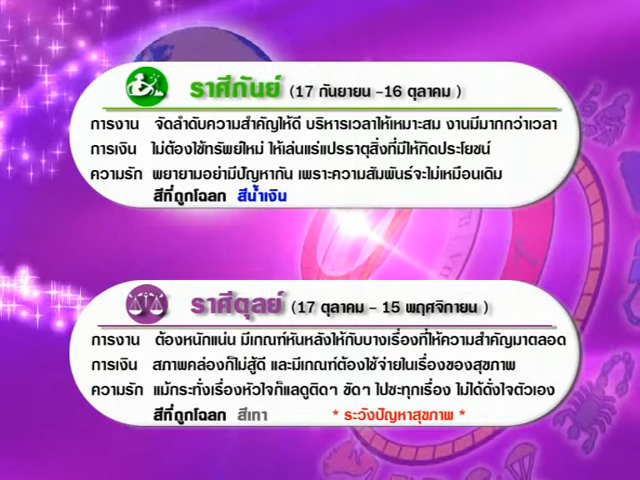 ราศีกันย์ (17 กันยายน -16 ตุลาคม )
การงาน จัดลำดับความสำคัญให้ดี บริหารเวลาให้เหมาะสม งานมีมากกว่าเวลา
การเงิน ไม่ต้องใช้ทรัพย์ใหม่ ให้เล่นแร่แปรธาตุสิ่งที่มีให้เกิดประโยชน์
ความรัก พยายามอย่ามีปัญหากัน เพราะความสัมพันธ์จะไม่เหมือนเดิม
สีที่ถูกโฉลก สีน้ำเงิน
ราศีตุลย์ (17 ตุลาคม - 15 พฤศจิกายน )
การงาน ต้องหนักแน่น มีเกณฑ์หันหลังให้กับบางเรื่องที่ให้ความสำคัญมาตลอด
การเงิน สภาพคล่องก็ไม่สู้ดี และมีเกณฑ์ต้องใช้จ่ายในเรื่องของสุขภาพ
ความรัก แม้กระทั่งเรื่องหัวใจก็แลดูติดๆ ขัดๆ ไปซะทุกเรื่อง ไม่ได้ดั่งใจตัวเอง
สีที่ถูกโฉลก สีเทา * ระวังปัญหาสุขภาพ *